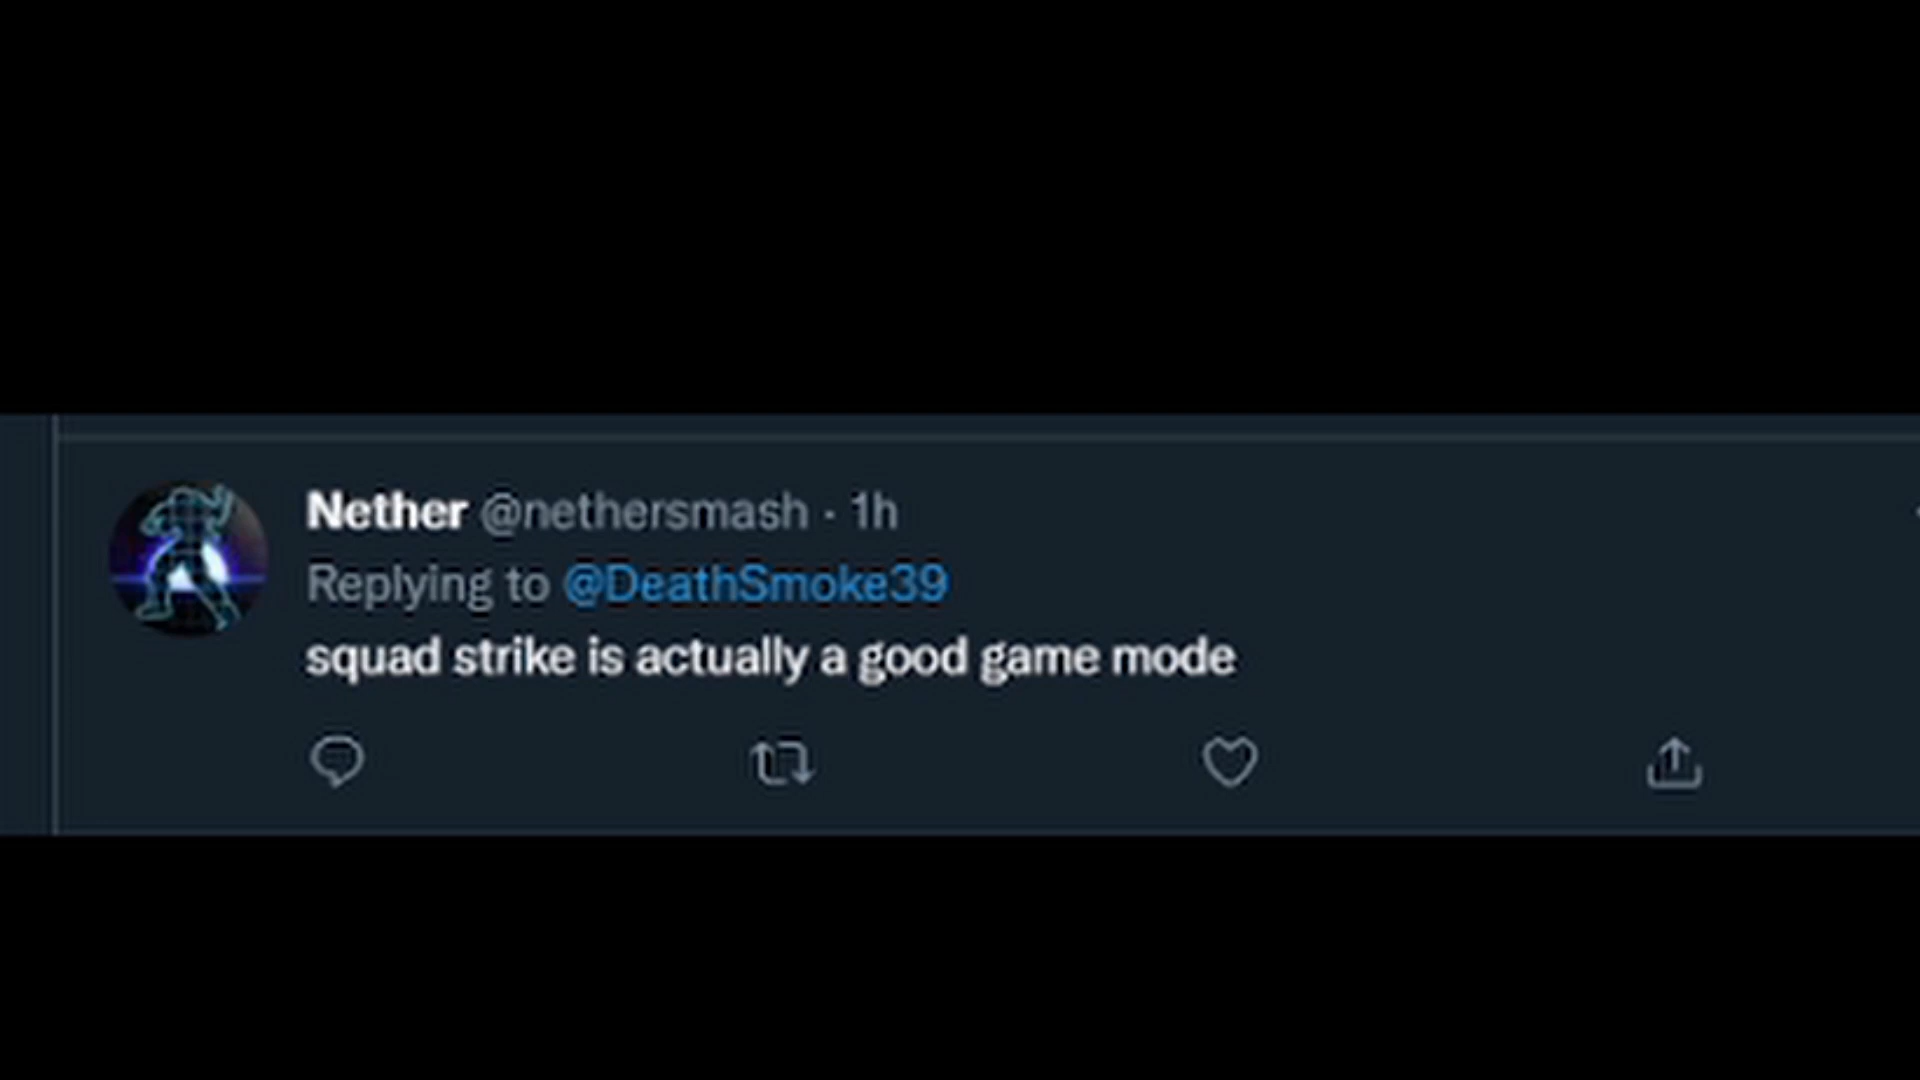 Nether @nethersmash · 1h
Replying to @DeathSmoke39
squad strike is actually a good game mode